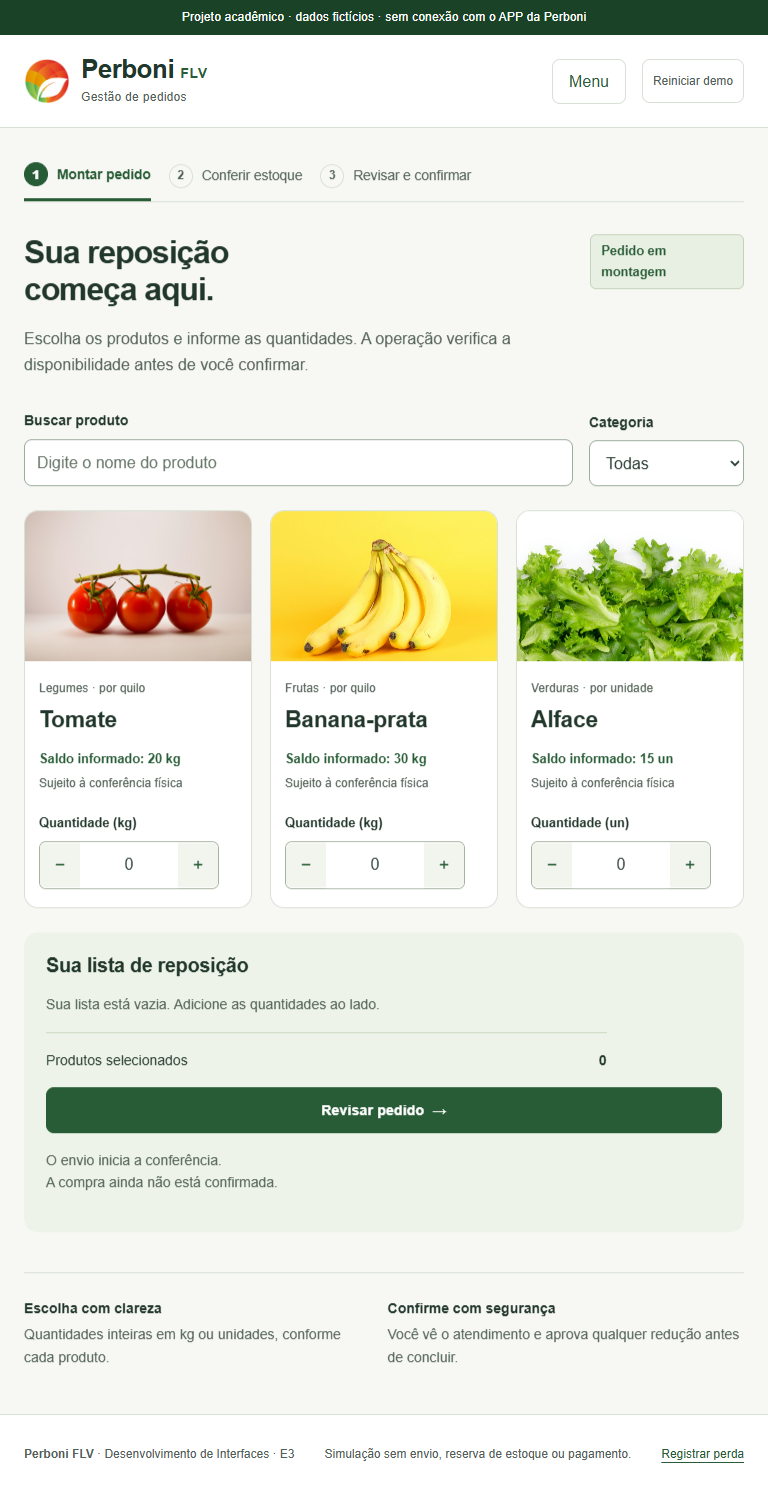 Projeto acadêmico · dados fictícios · sem conexão com o APP da Perboni
Perboni FLV
Gestão de pedidos
Menu
Reiniciar demo
1 Montar pedido
2 Conferir estoque
3 Revisar e confirmar
Sua reposição
começa aqui.
Pedido em
montagem
Escolha os produtos e informe as quantidades. A operação verifica a
disponibilidade antes de você confirmar.
Buscar produto
Digite o nome do produto
Categoria
Todas
Legumes · por quilo
Tomate
Saldo informado: 20 kg
Sujeito à conferência física
Quantidade (kg)
− 0 +
Frutas · por quilo
Banana-prata
Saldo informado: 30 kg
Sujeito à conferência física
Quantidade (kg)
− 0 +
Verduras · por unidade
Alface
Saldo informado: 15 un
Sujeito à conferência física
Quantidade (un)
− 0 +
Sua lista de reposição
Sua lista está vazia. Adicione as quantidades ao lado.
Produtos selecionados 0
Revisar pedido →
O envio inicia a conferência.
A compra ainda não está confirmada.
Escolha com clareza
Quantidades inteiras em kg ou unidades, conforme
cada produto.
Confirme com segurança
Você vê o atendimento e aprova qualquer redução antes
de concluir.
Perboni FLV · Desenvolvimento de Interfaces · E3
Simulação sem envio, reserva de estoque ou pagamento.
Registrar perda